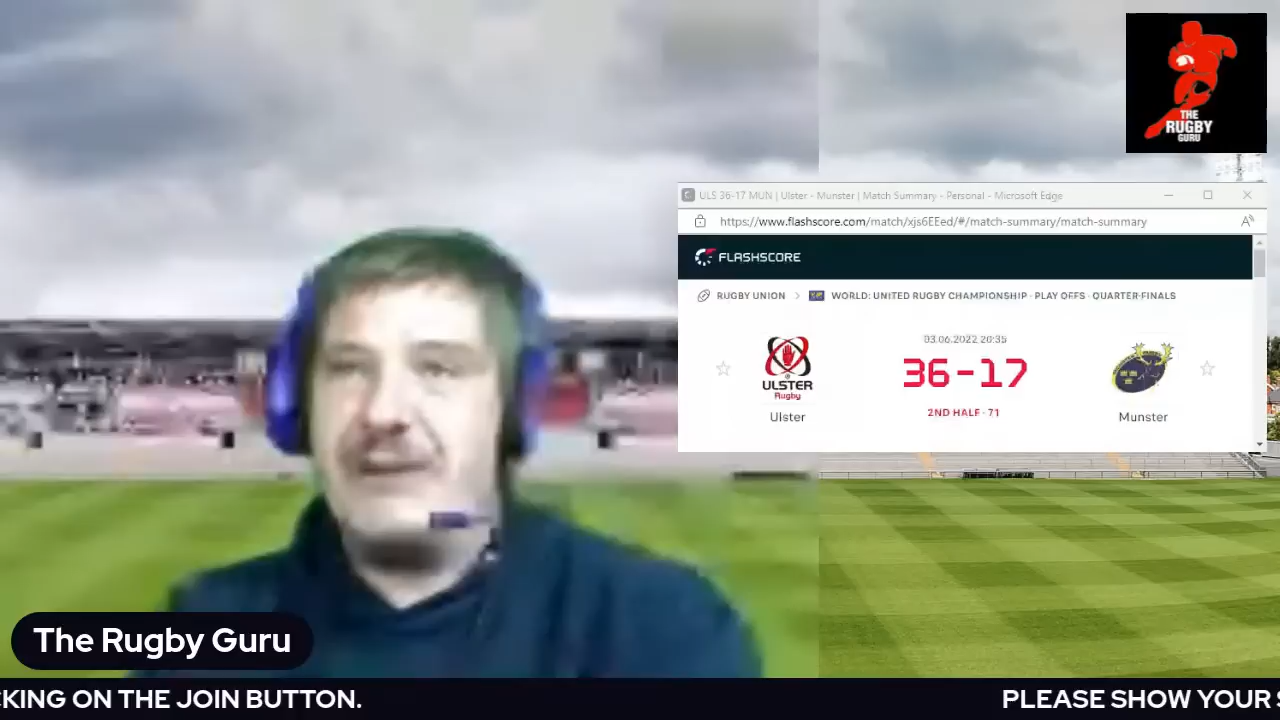 THE
RUGBY
GURU
ULS 36-17 MUN | Ulster - Munster | Match Summary - Personal - Microsoft Edge
https://www.flashscore.com/match/xjs6EEed/#/match-summary/match-summary
FLASHSCORE
RUGBY UNION > WORLD: UNITED RUGBY CHAMPIONSHIP - PLAY OFFS - QUARTER-FINALS
03.06.2022 20:35
36-17
2ND HALF - 71
ULSTER
Rugby
Ulster
Munster
The Rugby Guru
CKING ON THE JOIN BUTTON.
PLEASE SHOW YOUR S